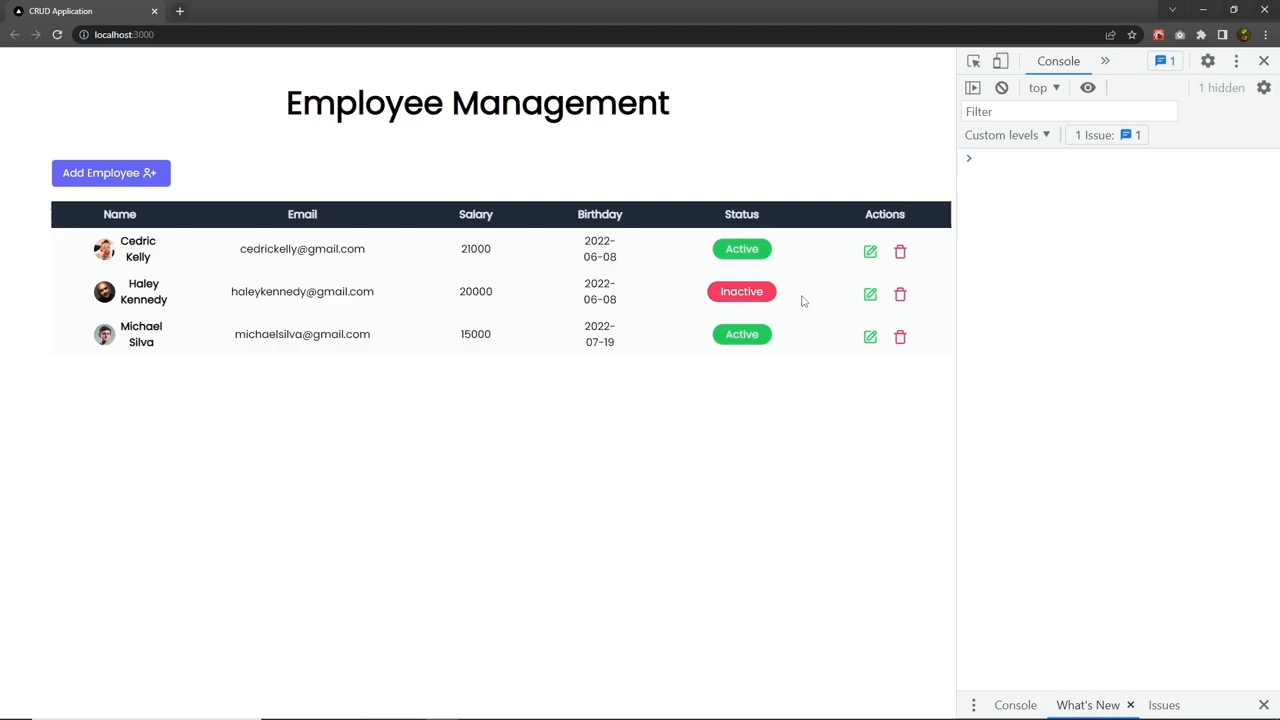 CRUD Application
localhost:3000
Employee Management
Add Employee
Name Email Salary Birthday Status Actions
Cedric
Kelly
cedrickelly@gmail.com
21000
2022-
06-08
Active
Haley
Kennedy
haleykennedy@gmail.com
20000
2022-
06-08
Inactive
Michael
Silva
michaelsilva@gmail.com
15000
2022-
07-19
Active
Console
1
top
1 hidden
Filter
Custom levels
1 Issue: 1
Console What's New Issues